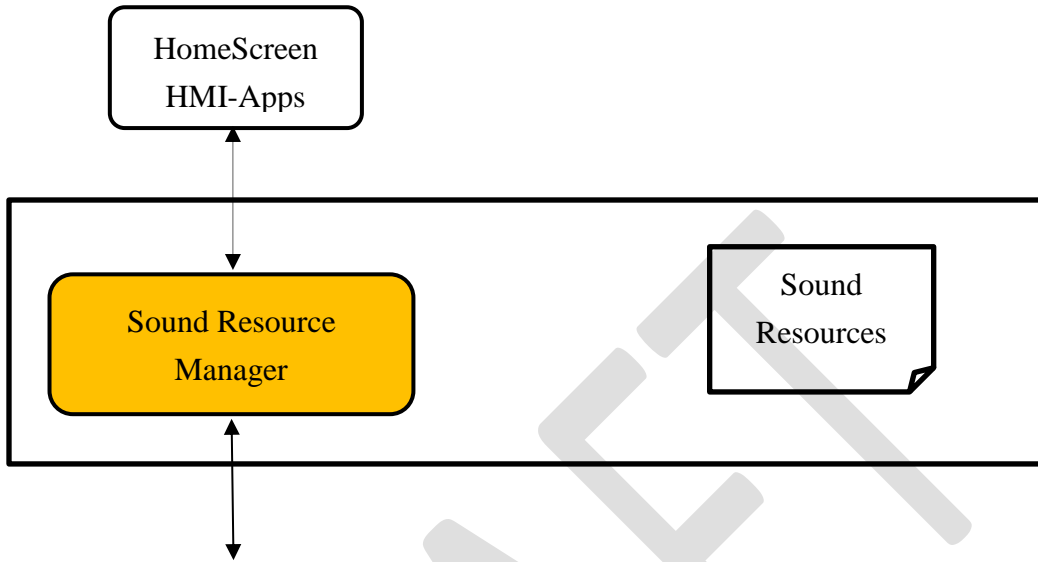 HomeScreen
HMI-Apps
Sound Resource
Manager
Sound
Resources